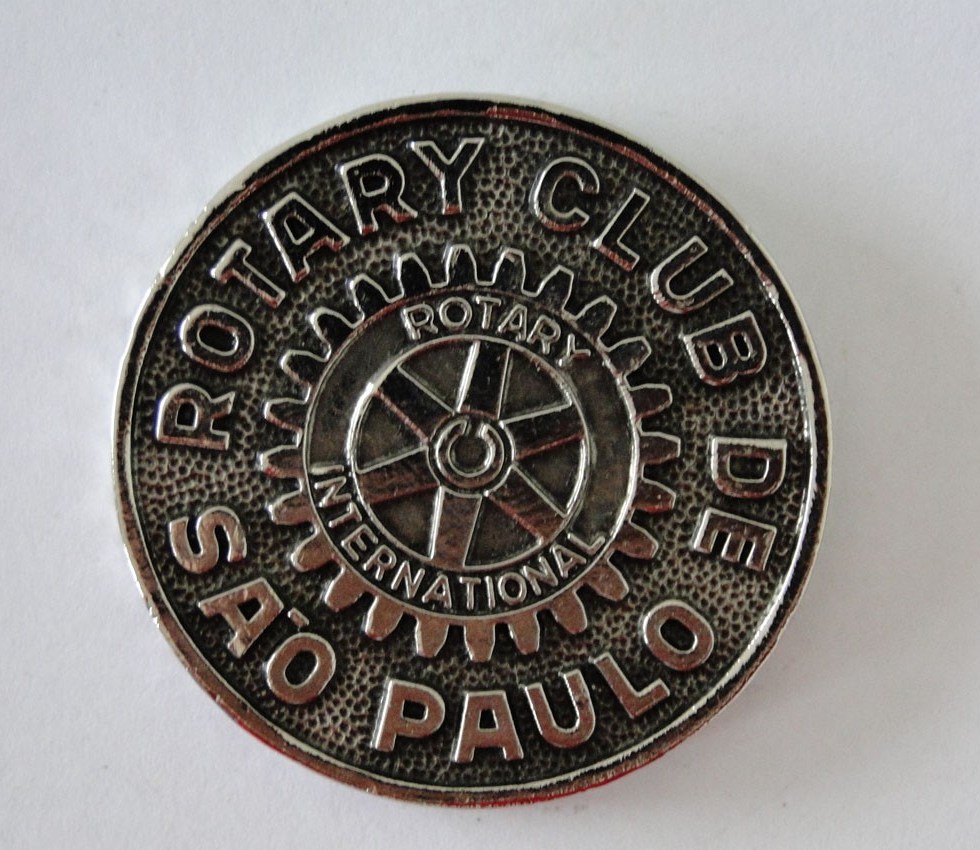 ROTARY CLUB DE
SÃO PAULO
ROTARY
INTERNATIONAL